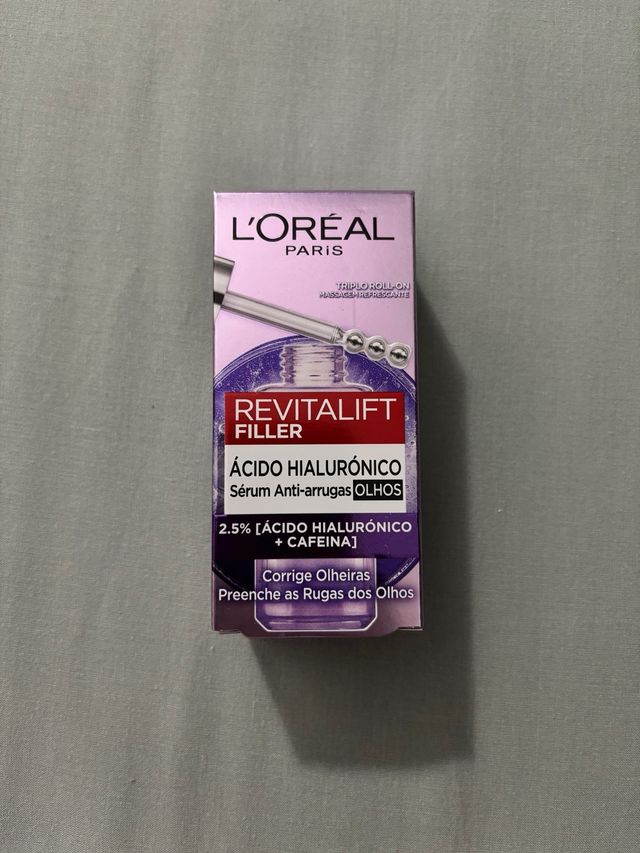 L'ORÉAL
PARIS
TRIPLO ROLL-ON
MASSAGEM REFRESCANTE
REVITALIFT
FILLER
ÁCIDO HIALURÓNICO
Sérum Anti-arrugas OLHOS
2.5% [ÁCIDO HIALURÓNICO
+ CAFEINA]
Corrige Olheiras
Preenche as Rugas dos Olhos